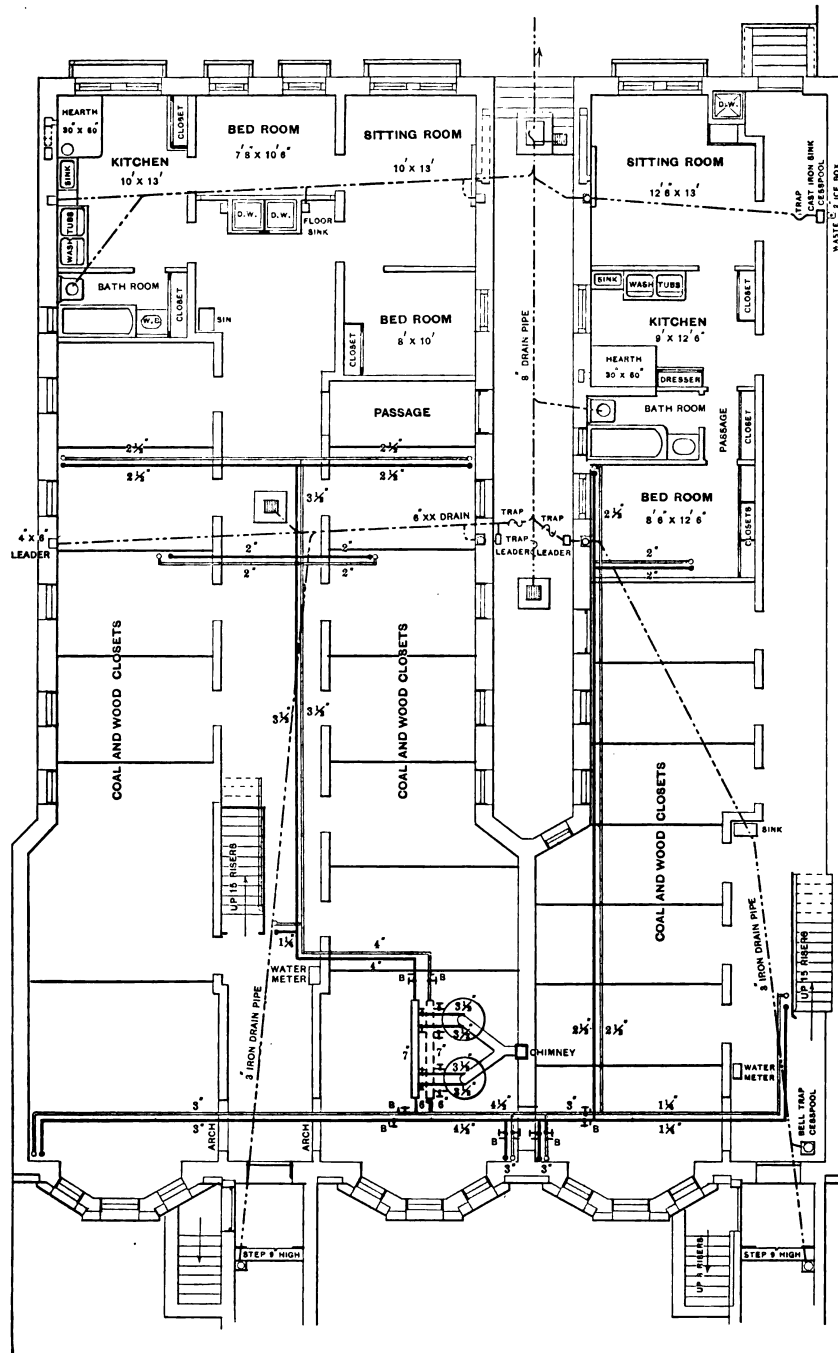 HEARTH
30" X 60"
CLOSET
KITCHEN
10' X 13'
BED ROOM
7' 8" X 10' 6"
SITTING ROOM
10' X 13'
D.W.
SITTING ROOM
12' 6" X 13'
TRAP
CAST IRON SINK
CESSPOOL
SINK
WASH TUBS
D.W.
D.W.
FLOOR
SINK
BATH ROOM
CLOSET
W.C.
SIN
BED ROOM
8' X 10'
CLOSET
PASSAGE
8" DRAIN PIPE
SINK
WASH TUBS
CLOSET
KITCHEN
9' X 12' 6"
HEARTH
30" X 60"
DRESSER
BATH ROOM
PASSAGE
CLOSET
2½"
2½"
2½"
2½"
3½"
BED ROOM
8' 6" X 12' 6"
CLOSETS
2½"
4" X 6"
LEADER
6" XX DRAIN
TRAP
TRAP
TRAP
LEADER
LEADER
2"
2"
2"
2"
2"
2"
COAL AND WOOD CLOSETS
COAL AND WOOD CLOSETS
3½"
3½"
COAL AND WOOD CLOSETS
SINK
UP 15 RISERS
1¼"
WATER
METER
4"
4"
B
B
3" IRON DRAIN PIPE
UP 15 RISERS
3" IRON DRAIN PIPE
3½"
3½"
7"
7"
3½"
3½"
CHIMNEY
2½"
2½"
WATER
METER
BELL TRAP
CESSPOOL
3"
3"
ARCH
ARCH
B
B
6"
6"
4½"
4½"
B
B
3"
3"
3"
B
1¼"
1¼"
STEP 9" HIGH
UP 4 RISERS
STEP 9" HIGH